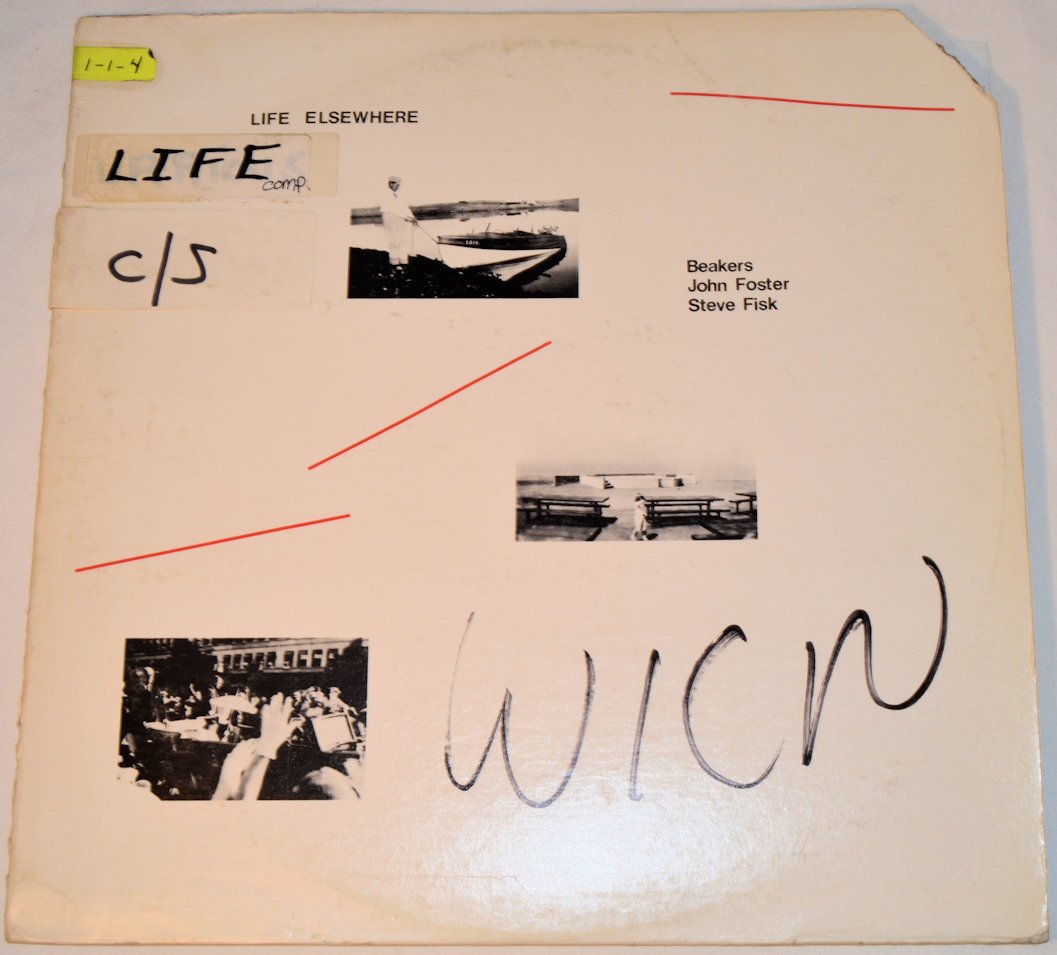 1-1-4
LIFE ELSEWHERE
LIFE
comp.
C/S
Beakers
John Foster
Steve Fisk
WICN